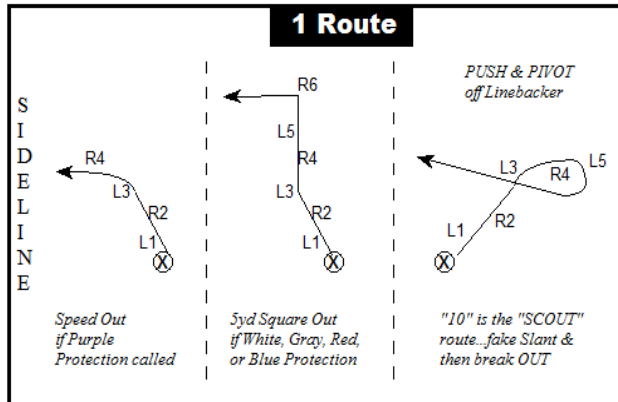 1 Route
SIDELINE
R4
L3
R2
L1
X
Speed Out
if Purple
Protection called
R6
L5
R4
L3
R2
L1
X
5yd Square Out
if White, Gray, Red,
or Blue Protection
PUSH & PIVOT
off Linebacker
L3
L5
R4
R2
L1
X
"10" is the "SCOUT"
route...fake Slant &
then break OUT